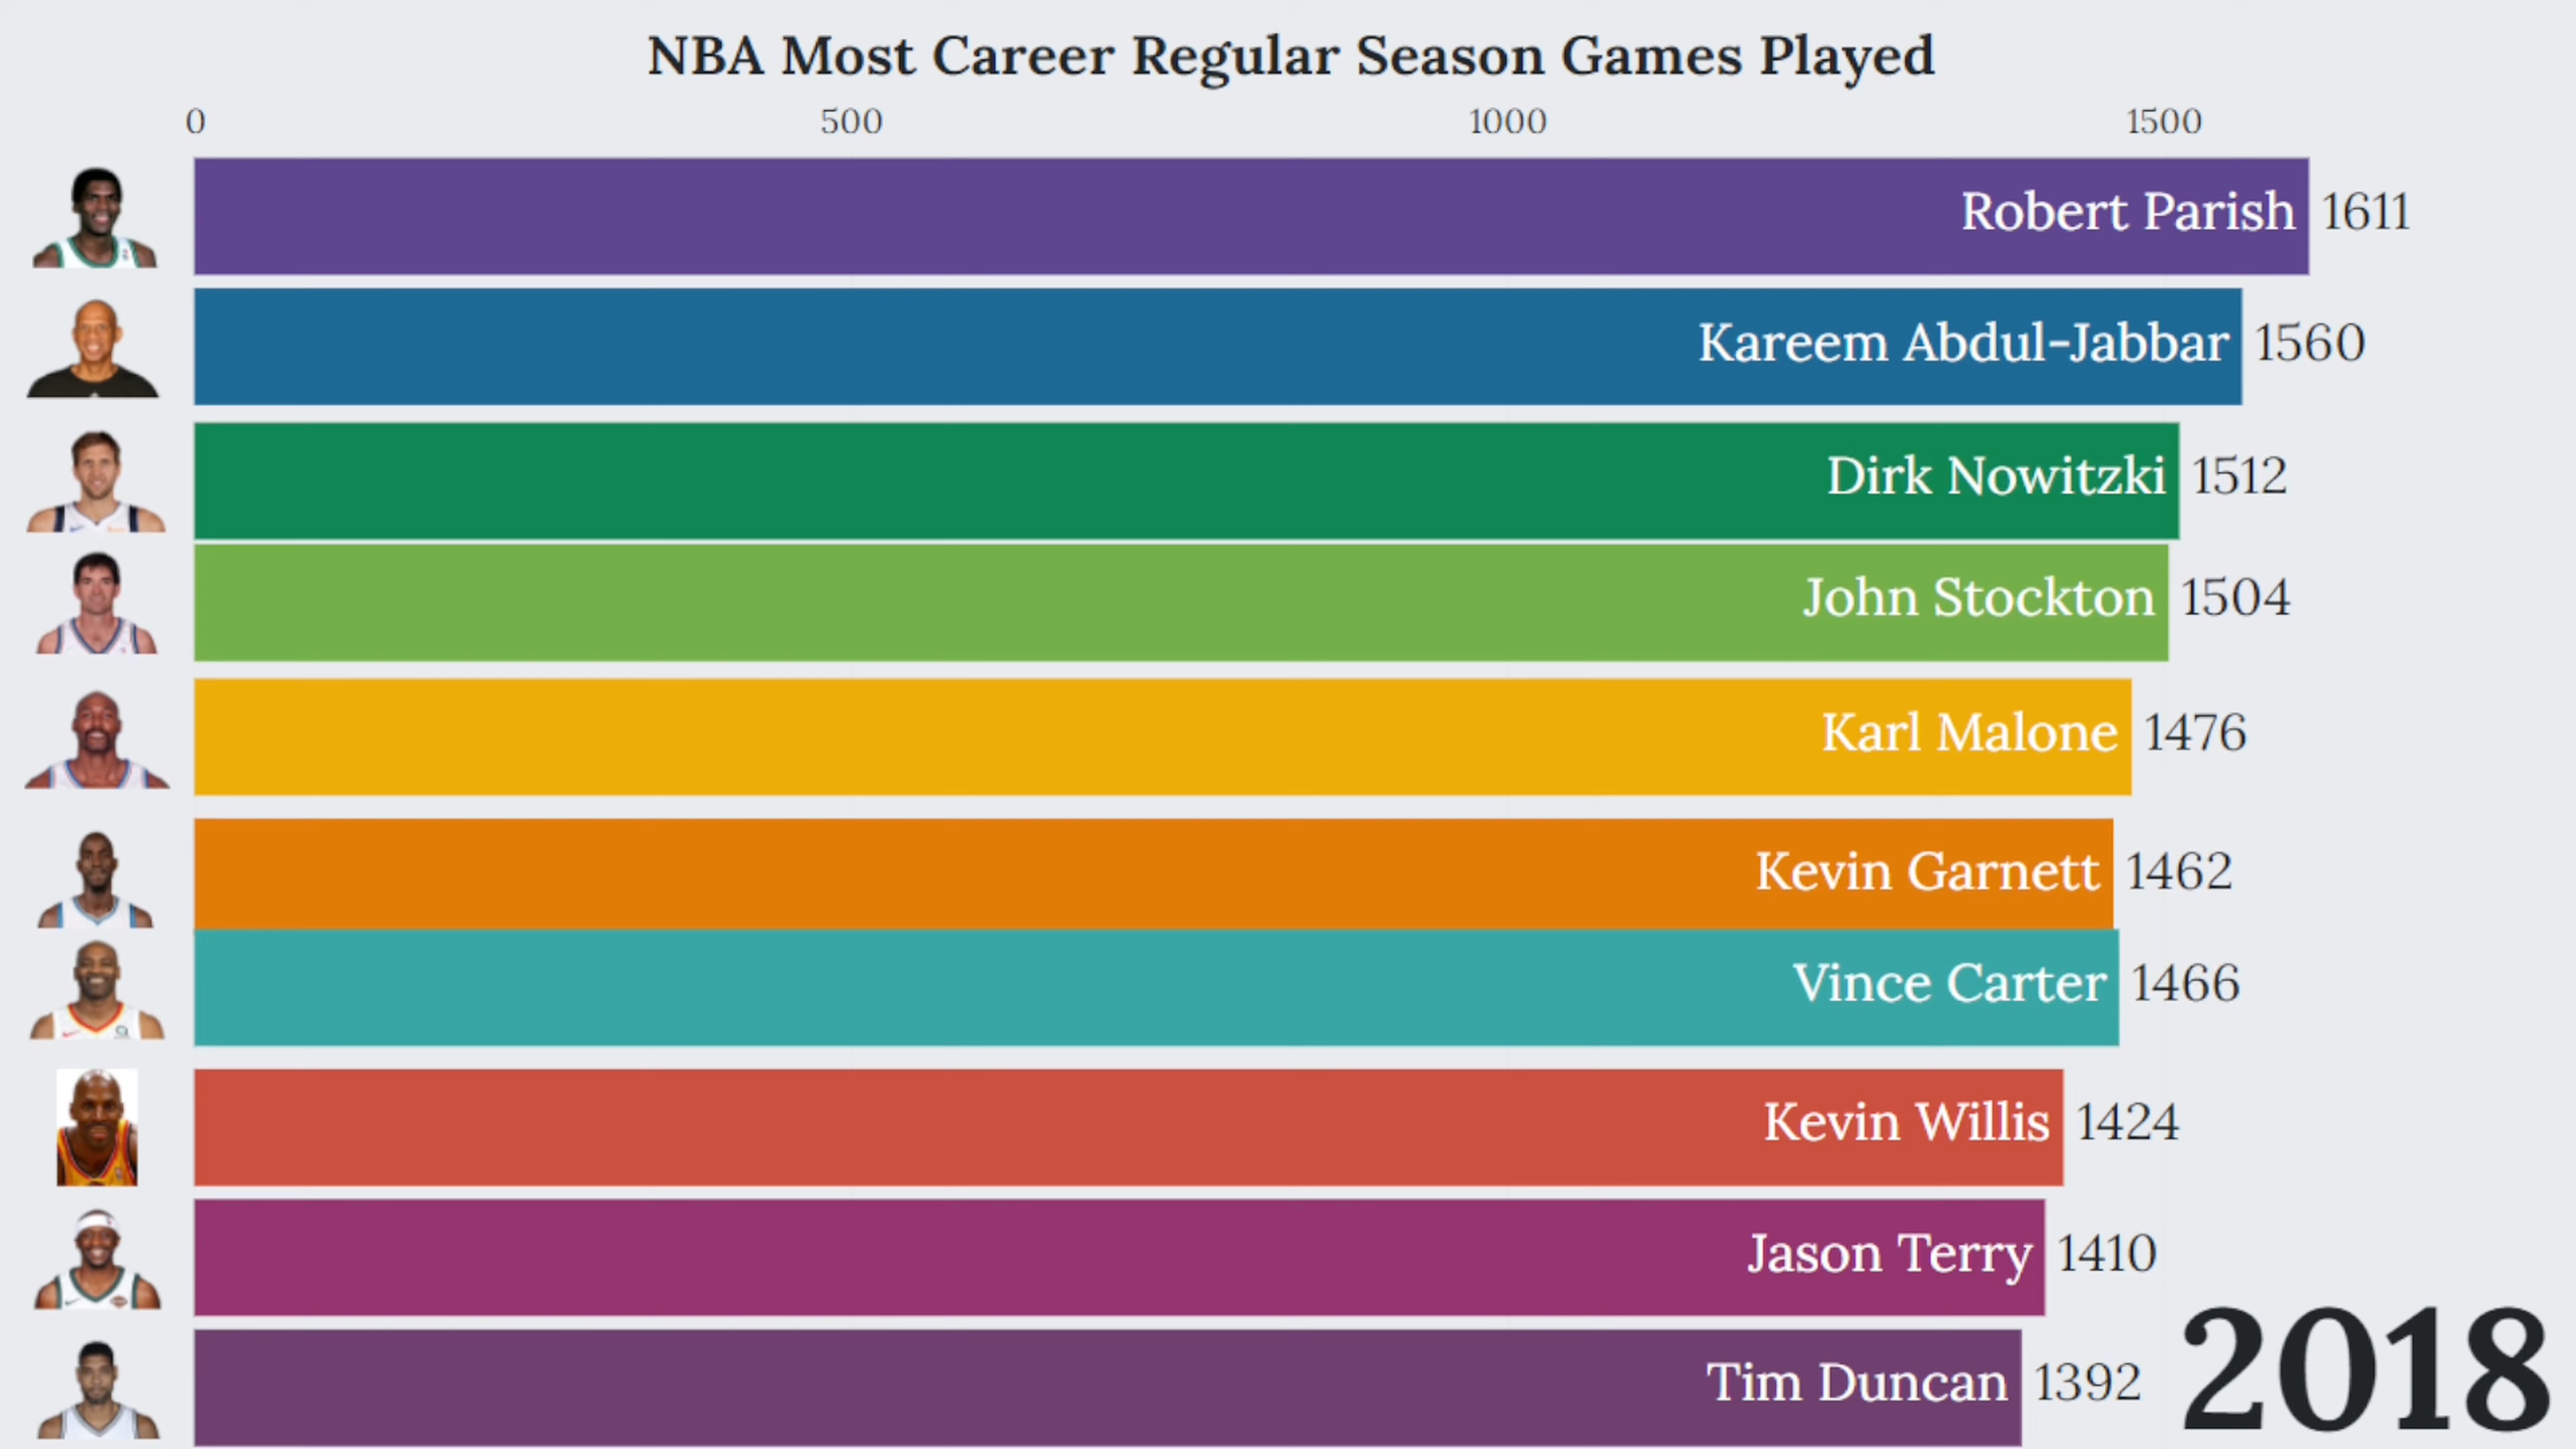 NBA Most Career Regular Season Games Played
0 500 1000 1500
Robert Parish 1611
Kareem Abdul-Jabbar 1560
Dirk Nowitzki 1512
John Stockton 1504
Karl Malone 1476
Kevin Garnett 1462
Vince Carter 1466
Kevin Willis 1424
Jason Terry 1410
Tim Duncan 1392
2018